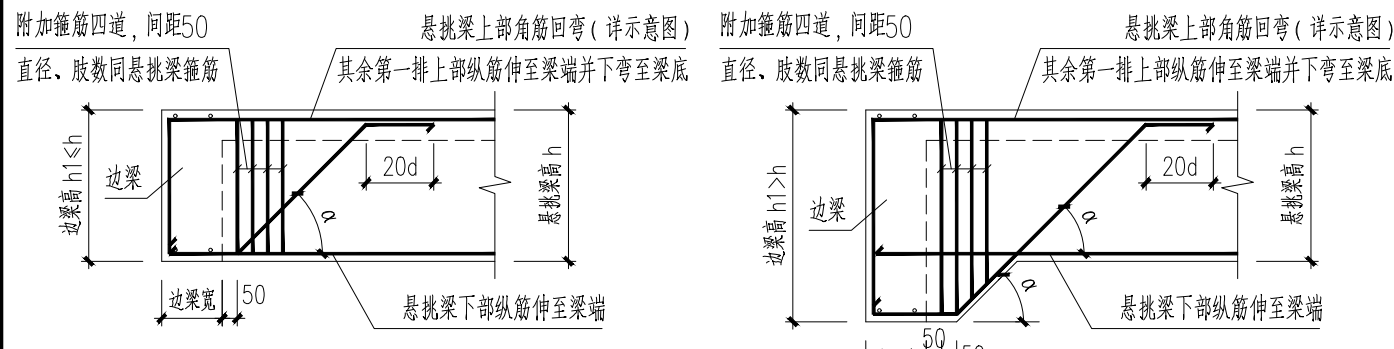 附加箍筋四道，间距50
直径、肢数同悬挑梁箍筋
悬挑梁上部角筋回弯(详示意图)
其余第一排上部纵筋伸至梁端并下弯至梁底
边梁高 h1≤h
边梁
20d
α
悬挑梁高 h
边梁宽
50
悬挑梁下部纵筋伸至梁端
附加箍筋四道，间距50
直径、肢数同悬挑梁箍筋
悬挑梁上部角筋回弯(详示意图)
其余第一排上部纵筋伸至梁端并下弯至梁底
边梁高 h1>h
边梁
20d
α
悬挑梁高 h
α
悬挑梁下部纵筋伸至梁端
50
50